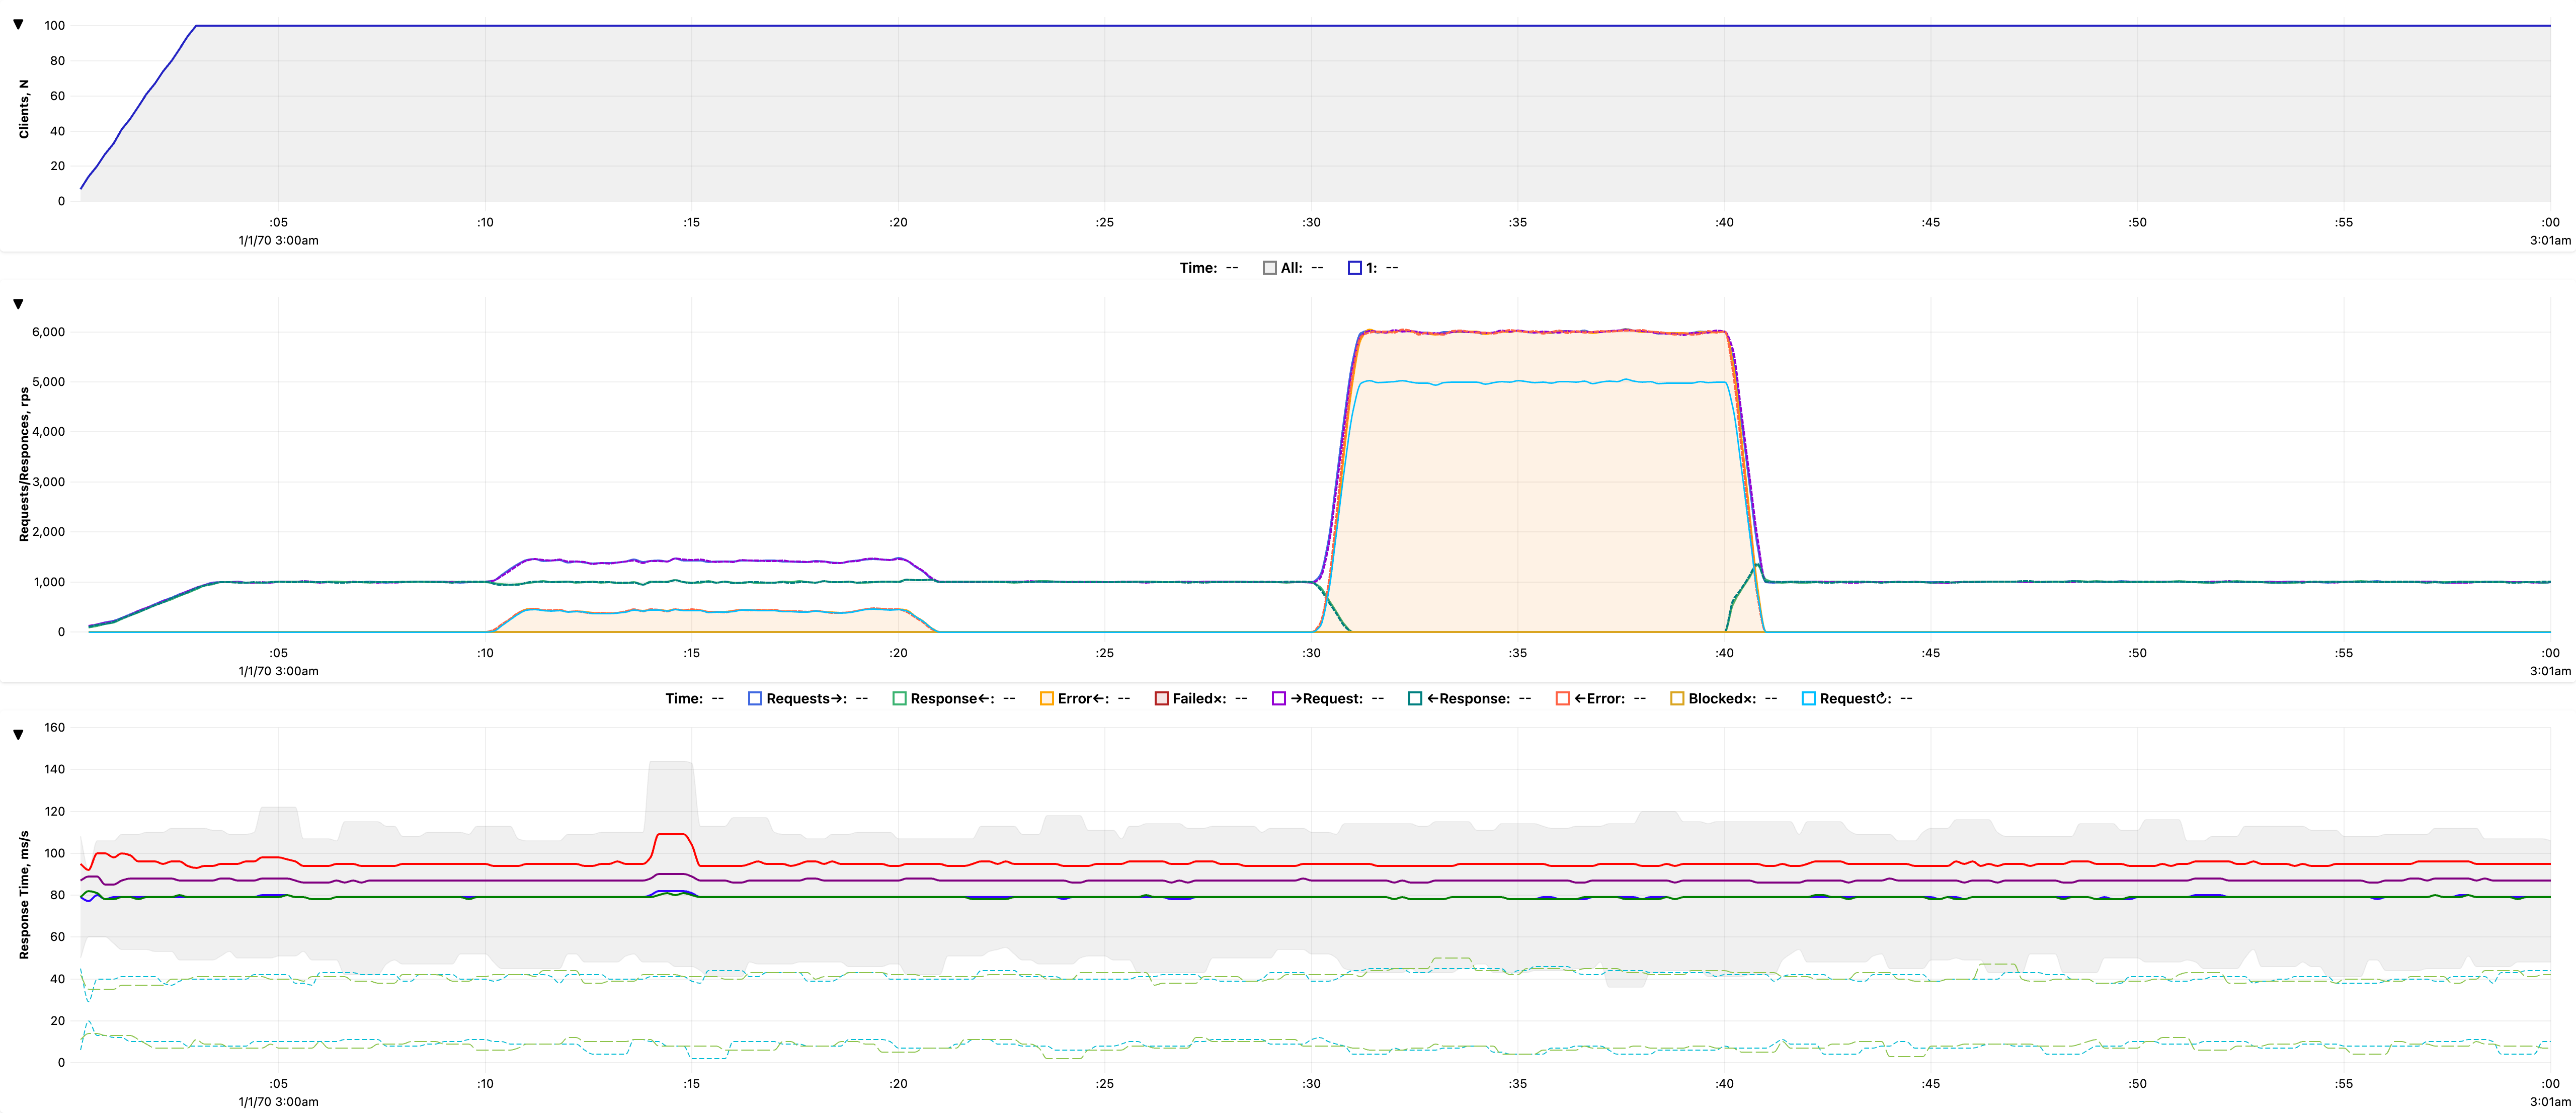 ▼
Clients, N
100
80
60
40
20
0
:05 :10 :15 :20 :25 :30 :35 :40 :45 :50 :55 :00
1/1/70 3:00am 3:01am
Time: -- All: -- 1: --
▼
Requests/Responces, rps
6,000
5,000
4,000
3,000
2,000
1,000
0
:05 :10 :15 :20 :25 :30 :35 :40 :45 :50 :55 :00
1/1/70 3:00am 3:01am
Time: -- Requests→: -- Response←: -- Error←: -- Failed×: -- →Request: -- ←Response: -- ←Error: -- Blocked×: -- Request↻: --
▼
Response Time, ms/s
160
140
120
100
80
60
40
20
0
:05 :10 :15 :20 :25 :30 :35 :40 :45 :50 :55 :00
1/1/70 3:00am 3:01am